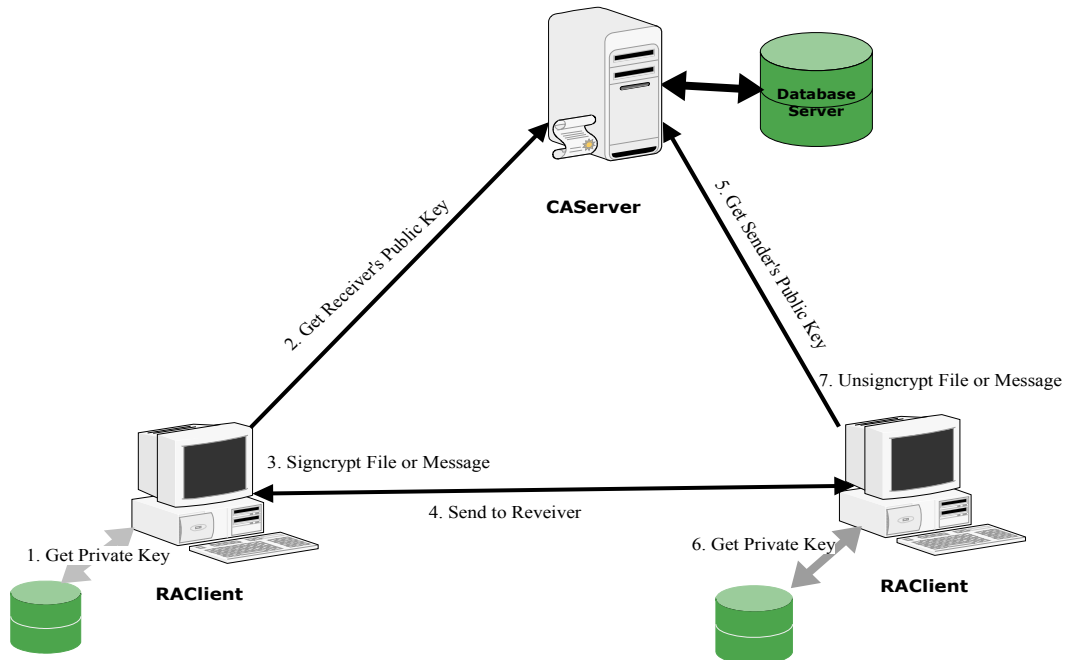 Database
Server
CAServer
2. Get Receiver's Public Key
5. Get Sender's Public Key
7. Unsigncrypt File or Message
3. Signcrypt File or Message
4. Send to Reveiver
1. Get Private Key
6. Get Private Key
RAClient
RAClient